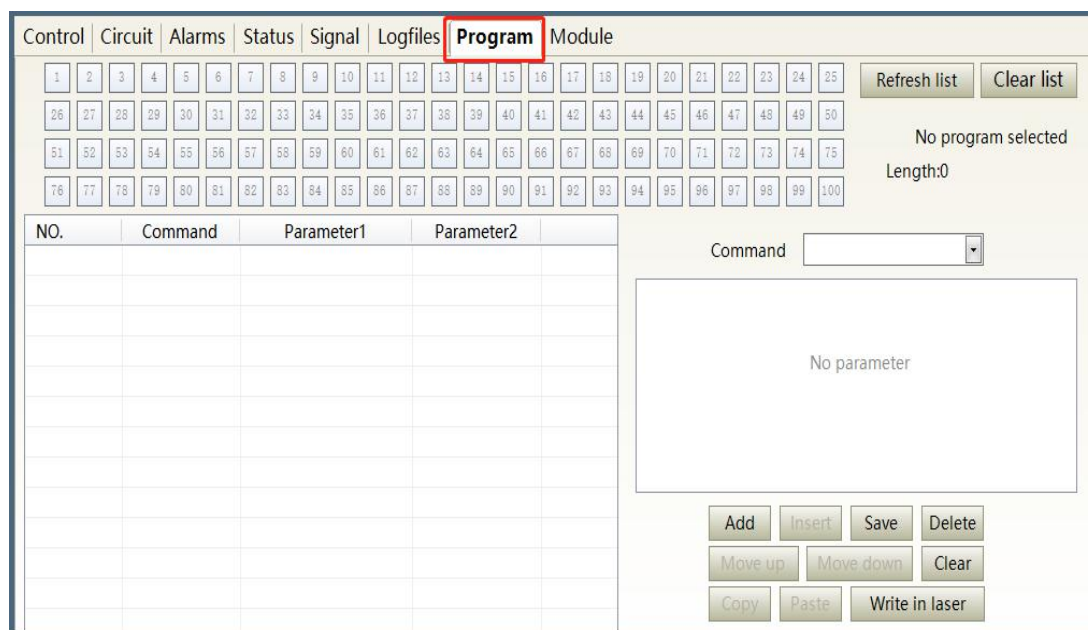 Control Circuit Alarms Status Signal Logfiles Program Module
1 2 3 4 5 6 7 8 9 10 11 12 13 14 15 16 17 18 19 20 21 22 23 24 25 Refresh list Clear list
26 27 28 29 30 31 32 33 34 35 36 37 38 39 40 41 42 43 44 45 46 47 48 49 50
No program selected
51 52 53 54 55 56 57 58 59 60 61 62 63 64 65 66 67 68 69 70 71 72 73 74 75
Length:0
76 77 78 79 80 81 82 83 84 85 86 87 88 89 90 91 92 93 94 95 96 97 98 99 100
NO. Command Parameter1 Parameter2
Command
No parameter
Add Insert Save Delete
Move up Move down Clear
Copy Paste Write in laser